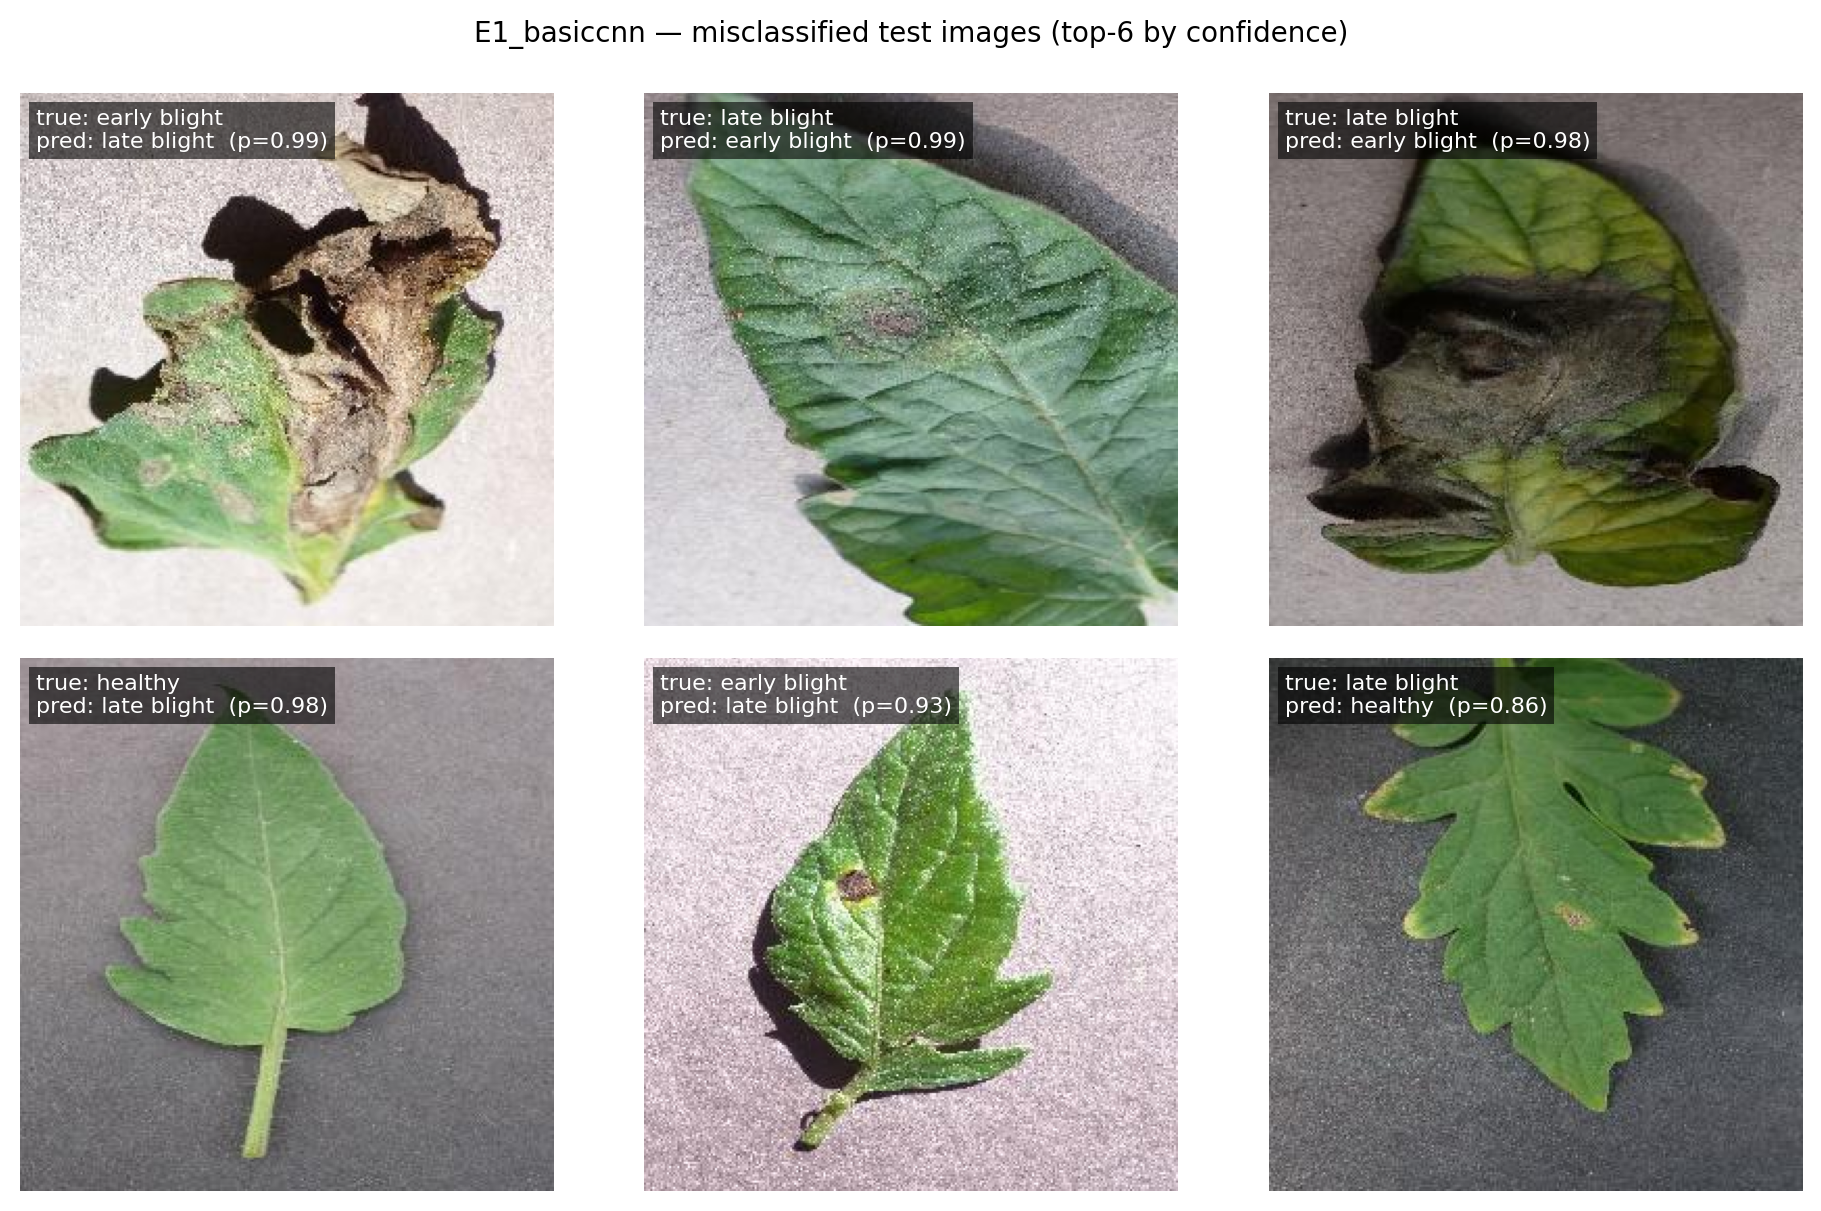 E1_basiccnn — misclassified test images (top-6 by confidence)
true: early blight
pred: late blight  (p=0.99)
true: late blight
pred: early blight  (p=0.99)
true: late blight
pred: early blight  (p=0.98)
true: healthy
pred: late blight  (p=0.98)
true: early blight
pred: late blight  (p=0.93)
true: late blight
pred: healthy  (p=0.86)